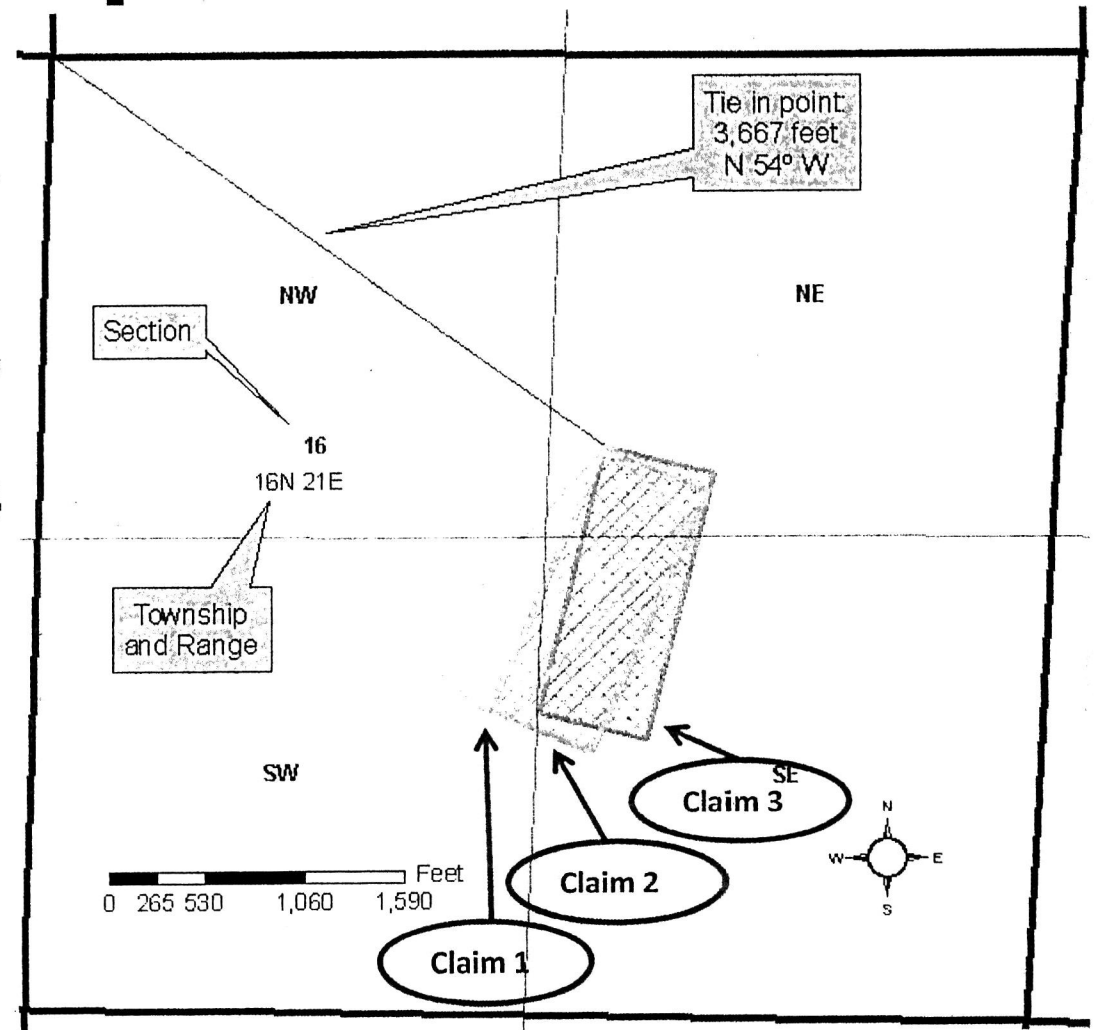 Tie in point:
3,667 feet
N 54º W
NW
NE
Section
16
16N 21E
Township
and Range
SW
SE
Claim 3
N
W
E
S
Claim 2
Feet
0 265 530 1,060 1,590
Claim 1